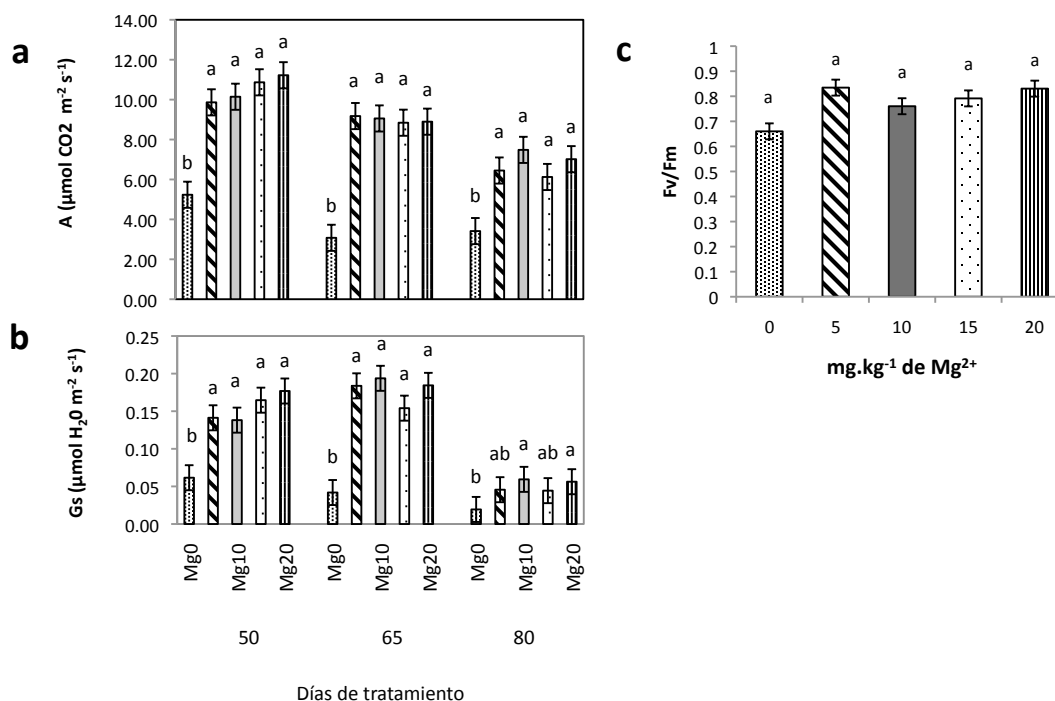 a
14.00
12.00
10.00
8.00
6.00
4.00
2.00
0.00
A (µmol CO2 m⁻² s⁻¹)
b a a a a
b a a a a
b a a a a
b
0.25
0.20
0.15
0.10
0.05
0.00
Gs (µmol H₂0 m⁻² s⁻¹)
b a a a a
b a a a a
b ab a ab a
Mg0 Mg10 Mg20 Mg0 Mg10 Mg20 Mg0 Mg10 Mg20
50 65 80
Días de tratamiento
c
1
0.9
0.8
0.7
0.6
0.5
0.4
0.3
0.2
0.1
0
Fv/Fm
a a a a a
0 5 10 15 20
mg.kg⁻¹ de Mg²⁺